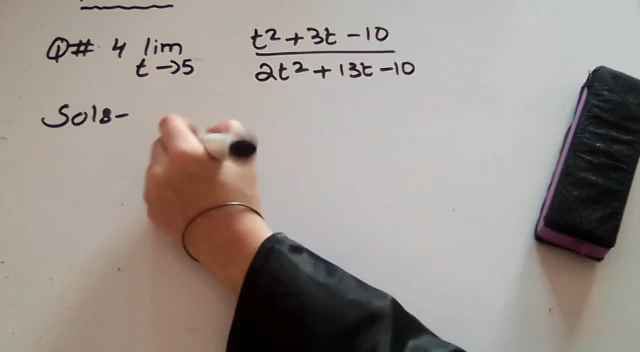 Q# 4 lim t→5 t² + 3t - 10 / 2t² + 13t - 10
Sol:-